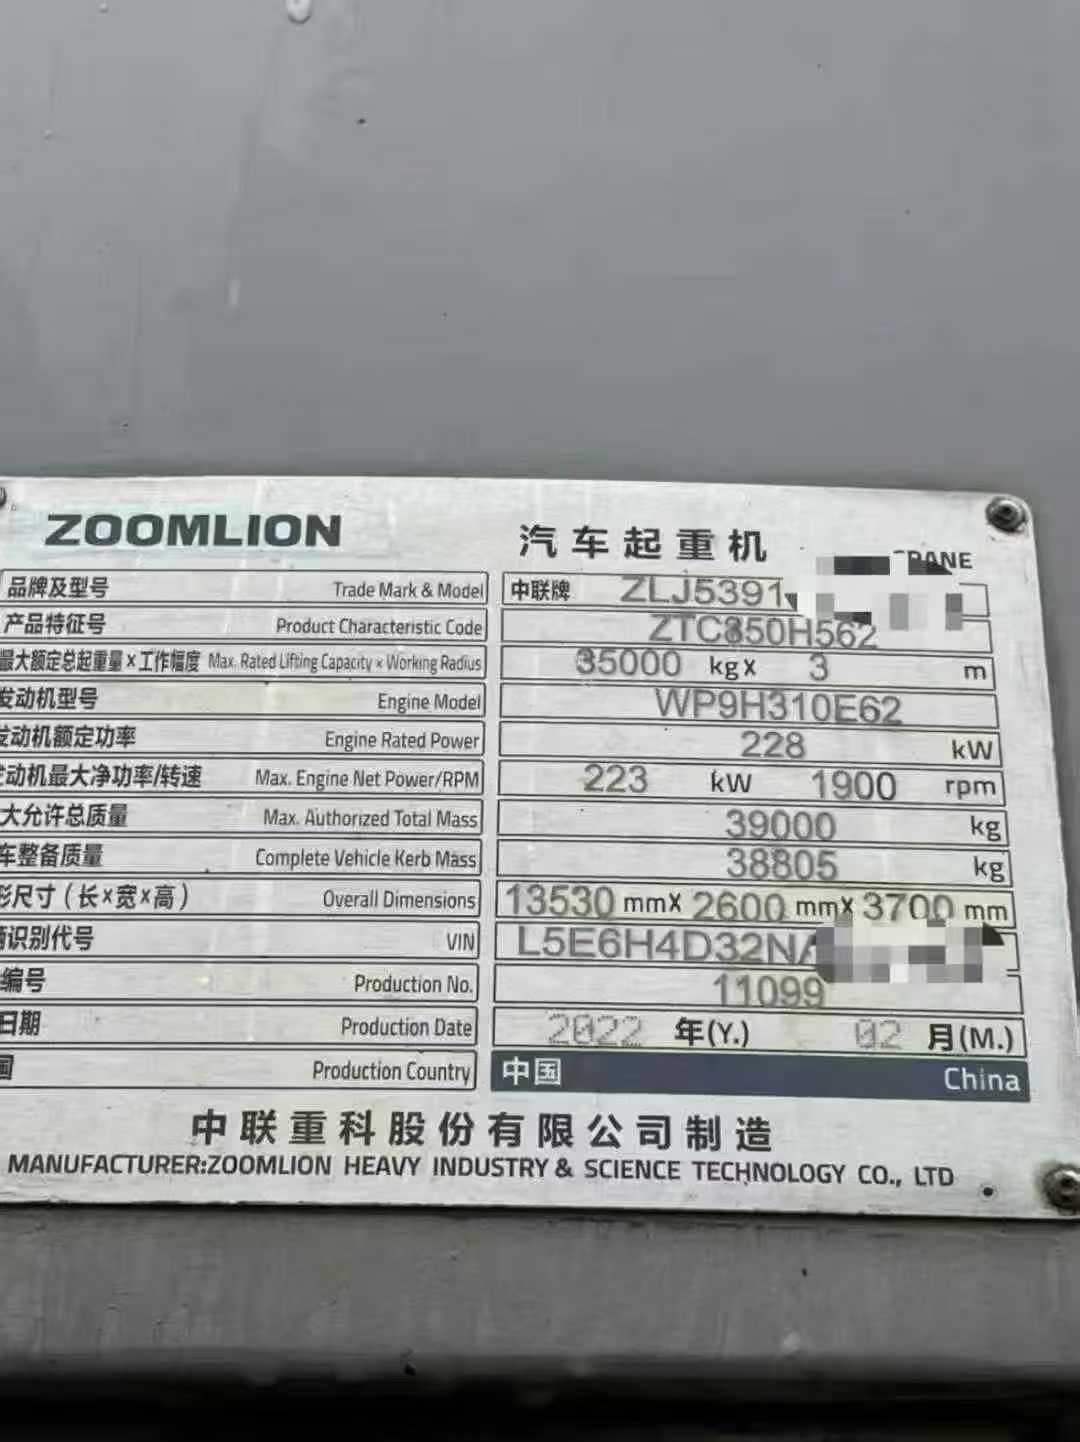 ZOOMLION 汽车起重机
品牌及型号 Trade Mark & Model 中联牌 ZLJ5391
产品特征号 Product Characteristic Code ZTC850H562
最大额定总起重量×工作幅度 Max. Rated Lifting Capacity × Working Radius 35000 kg× 3 m
发动机型号 Engine Model WP9H310E62
发动机额定功率 Engine Rated Power 228 kW
动机最大净功率/转速 Max. Engine Net Power/RPM 223 kW 1900 rpm
大允许总质量 Max. Authorized Total Mass 39000 kg
车整备质量 Complete Vehicle Kerb Mass 38805 kg
形尺寸(长×宽×高) Overall Dimensions 13530 mm× 2600 mm× 3700 mm
识别代号 VIN L5E6H4D32NA
编号 Production No. 11099
日期 Production Date 2022 年(Y.) 02 月(M.)
国 Production Country 中国 China
中联重科股份有限公司制造
MANUFACTURER:ZOOMLION HEAVY INDUSTRY & SCIENCE TECHNOLOGY CO., LTD